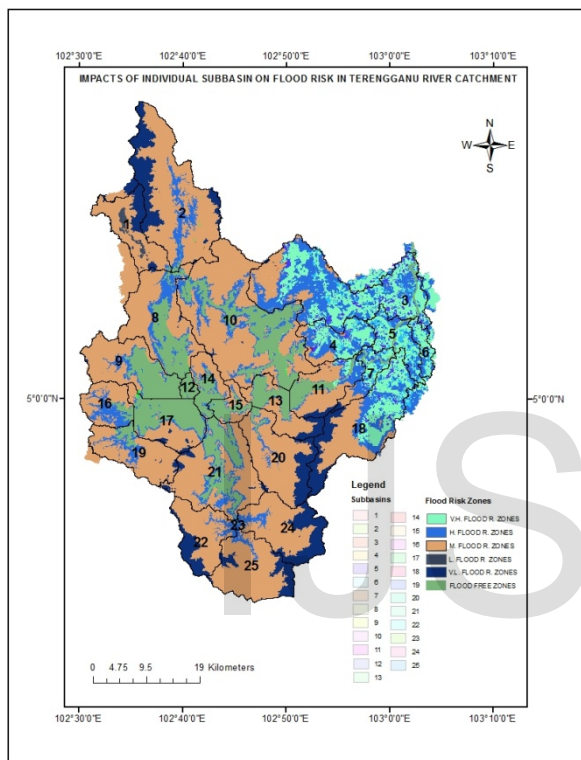 102°30'0"E 102°40'0"E 102°50'0"E 103°0'0"E 103°10'0"E
IMPACTS OF INDIVIDUAL SUBBASIN ON FLOOD RISK IN TERENGGANU RIVER CATCHMENT
N
W E
S
2
1
3
8
10
4
5
6
9
7
14
12
11
16
13
15
5°0'0"N 5°0'0"N
17
18
19
20
21
23
24
22
25
Legend
Subbasins
1
2
3
4
5
6
7
8
9
10
11
12
13
14
15
16
17
18
19
20
21
22
23
24
25
Flood Risk Zones
V.H. FLOOD R. ZONES
H. FLOOD R. ZONES
M. FLOOD R. ZONES
L. FLOOD R. ZONES
V.L. FLOOD R. ZONES
FLOOD FREE ZONES
0 4.75 9.5 19 Kilometers
IJS
102°30'0"E 102°40'0"E 102°50'0"E 103°0'0"E 103°10'0"E